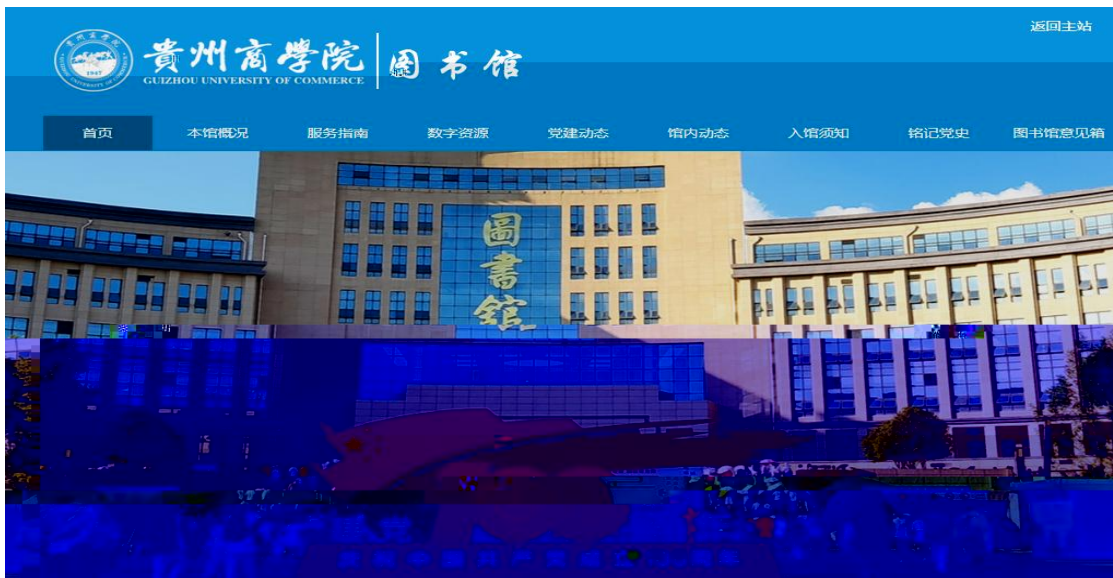 返回主站
貴州商學院 图书馆
GUIZHOU UNIVERSITY OF COMMERCE
1947
首页 本馆概况 服务指南 数字资源 党建动态 馆内动态 入馆须知 铭记党史 图书馆意见箱
圖
書
館